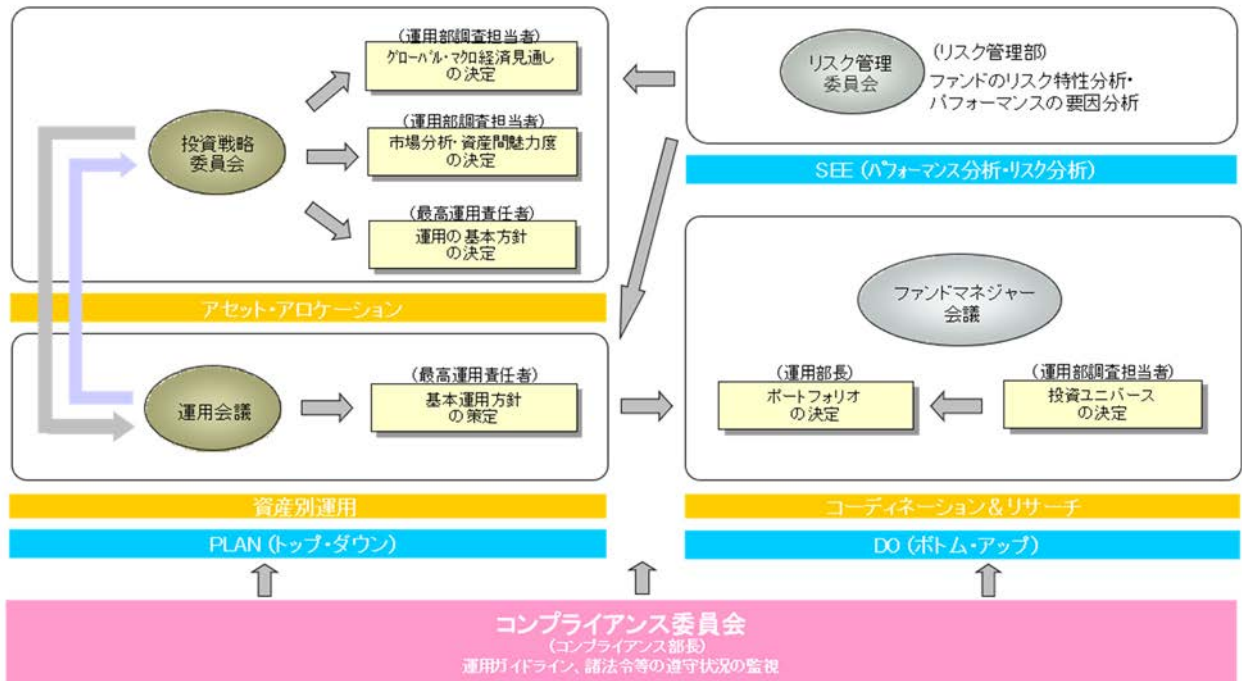 (運用部調査担当者)
グローバル・マクロ経済見通し
の決定
投資戦略
委員会
(運用部調査担当者)
市場分析・資産間魅力度
の決定
(最高運用責任者)
運用の基本方針
の決定
アセット・アロケーション
運用会議
(最高運用責任者)
基本運用方針
の策定
資産別運用
PLAN (トップ・ダウン)
リスク管理
委員会
(リスク管理部)
ファンドのリスク特性分析・
パフォーマンスの要因分析
SEE (パフォーマンス分析・リスク分析)
ファンドマネジャー
会議
(運用部長)
ポートフォリオ
の決定
(運用部調査担当者)
投資ユニバース
の決定
コーディネーション&リサーチ
DO (ボトム・アップ)
コンプライアンス委員会
(コンプライアンス部長)
運用ガイドライン、諸法令等の遵守状況の監視